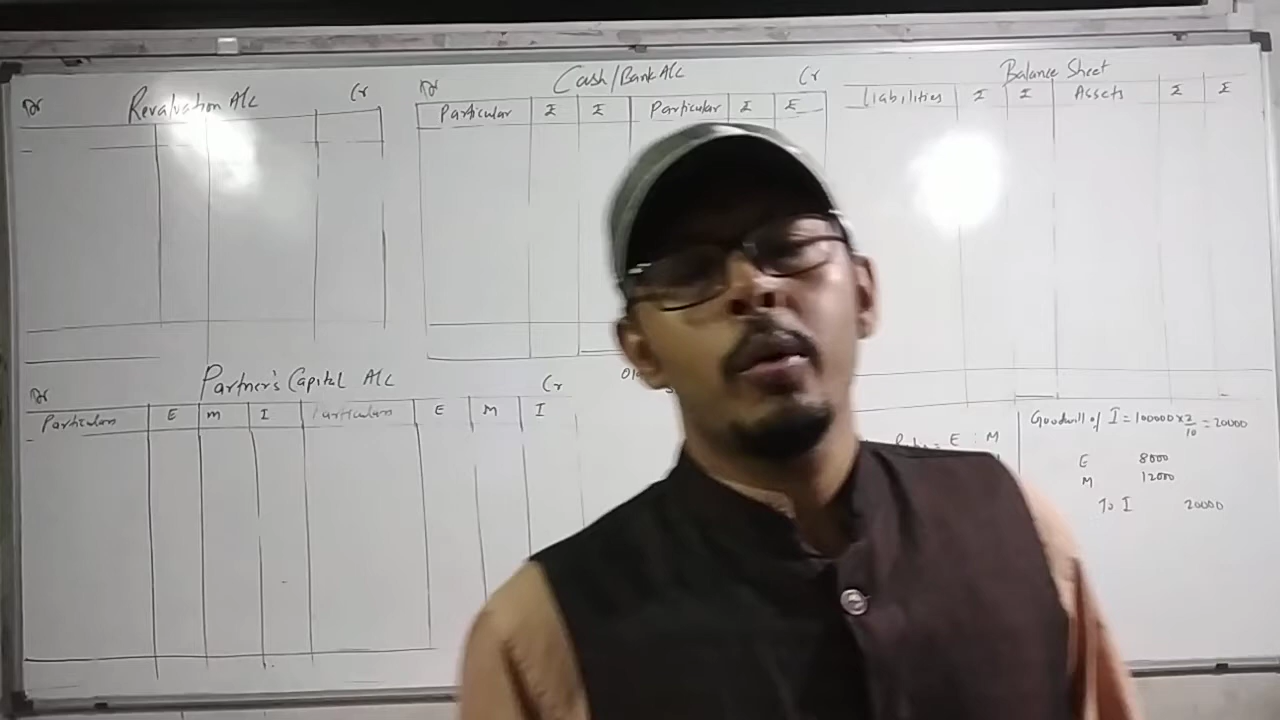 Dr Revaluation A/c Cr
Dr Cash/Bank A/c Cr
Particular Σ Σ Particular Σ Σ
Balance Sheet
Liabilities Σ Σ Assets Σ Σ
Dr Partner's Capital A/c Cr
Particulars E m I Particulars E M I
= E : M
Goodwill of I = 100000 x 2/10 = 20000
E 8000
M 12000
To I 20000